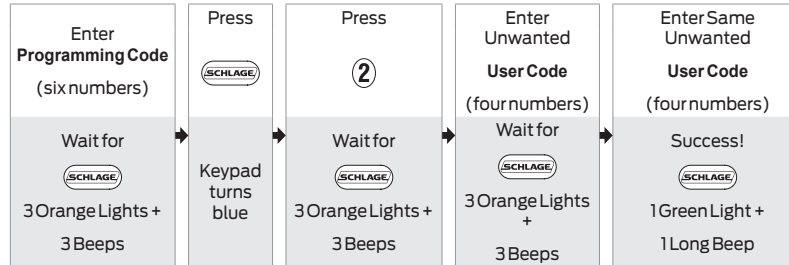 Enter
Programming Code
(six numbers)
Wait for
SCHLAGE
3 Orange Lights +
3 Beeps
Press
SCHLAGE
Keypad
turns
blue
Press
2
Wait for
SCHLAGE
3 Orange Lights +
3 Beeps
Enter
Unwanted
User Code
(four numbers)
Wait for
SCHLAGE
3 Orange Lights
+
3 Beeps
Enter Same
Unwanted
User Code
(four numbers)
Success!
SCHLAGE
1 Green Light +
1 Long Beep